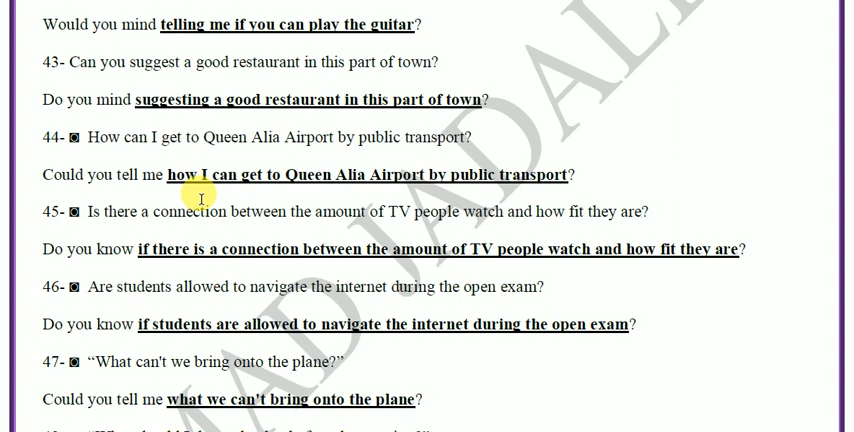 Would you mind telling me if you can play the guitar?
43- Can you suggest a good restaurant in this part of town?
Do you mind suggesting a good restaurant in this part of town?
44- ◙ How can I get to Queen Alia Airport by public transport?
Could you tell me how I can get to Queen Alia Airport by public transport?
45- ◙ Is there a connection between the amount of TV people watch and how fit they are?
Do you know if there is a connection between the amount of TV people watch and how fit they are?
46- ◙ Are students allowed to navigate the internet during the open exam?
Do you know if students are allowed to navigate the internet during the open exam?
47- ◙ “What can't we bring onto the plane?”
Could you tell me what we can't bring onto the plane?
MAD JADALL